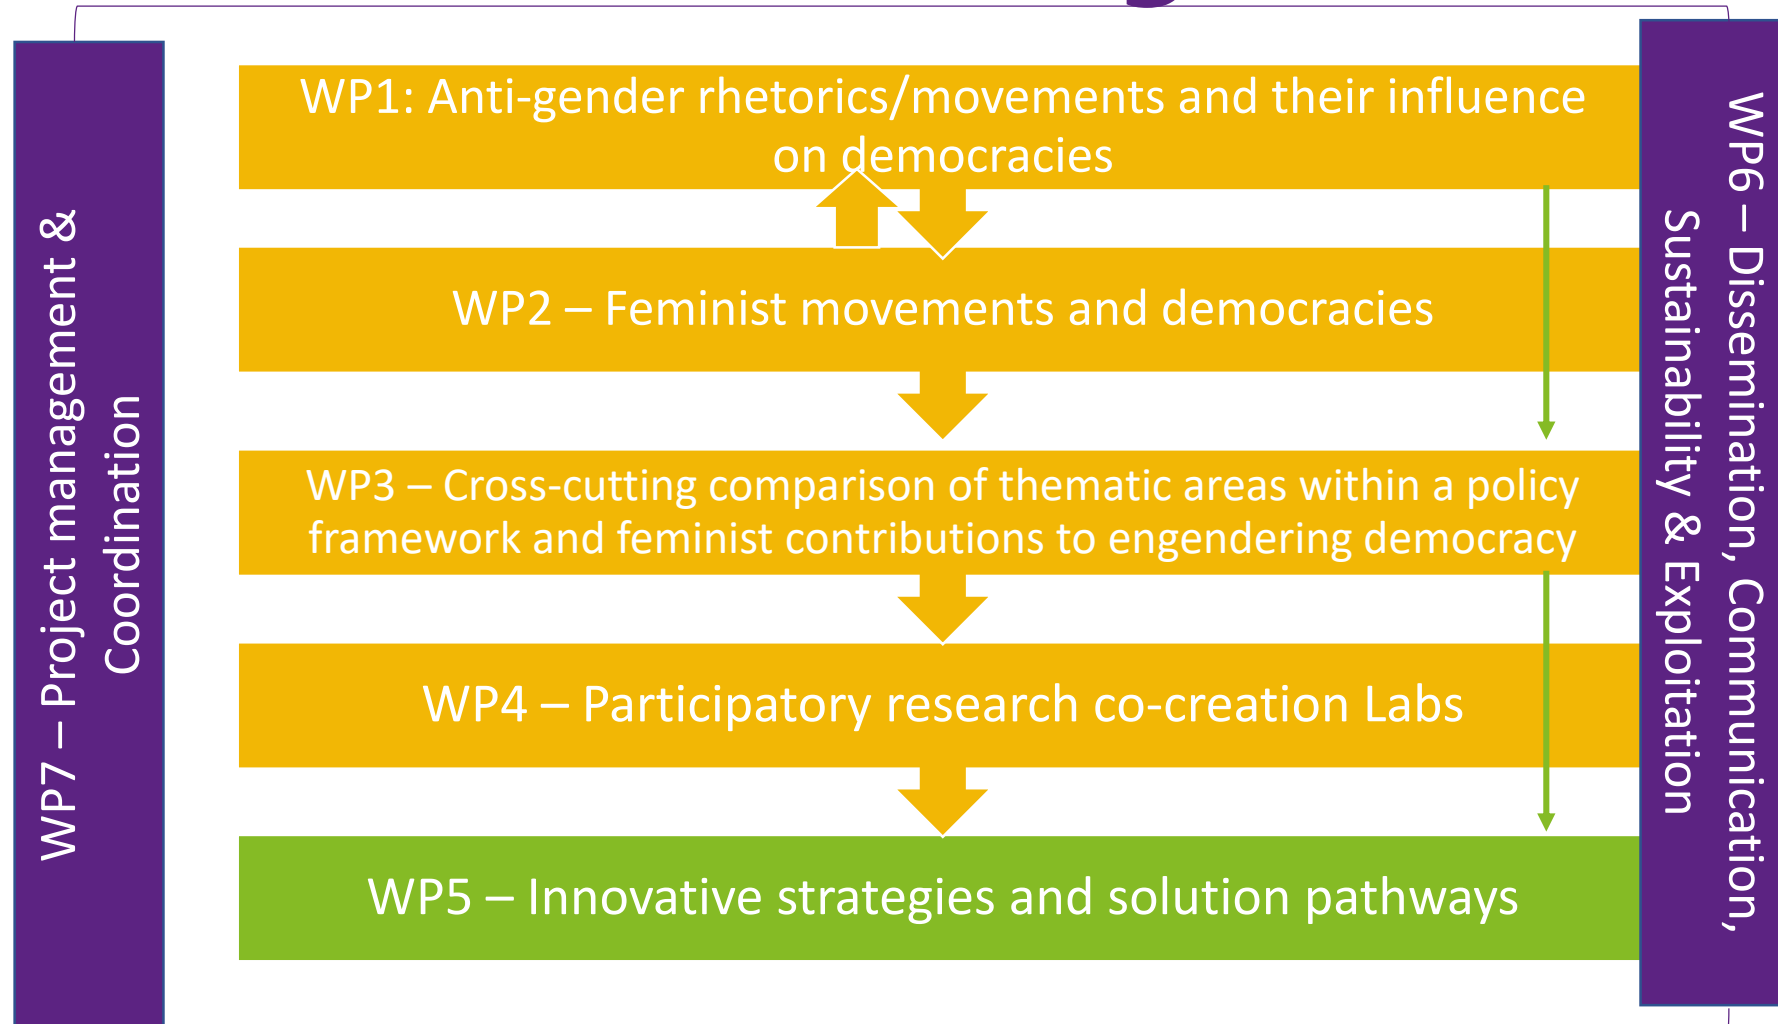 WP7 – Project management &
Coordination
WP1: Anti-gender rhetorics/movements and their influence
on democracies
WP2 – Feminist movements and democracies
WP3 – Cross-cutting comparison of thematic areas within a policy
framework and feminist contributions to engendering democracy
WP4 – Participatory research co-creation Labs
WP5 – Innovative strategies and solution pathways
WP6 – Dissemination, Communication,
Sustainability & Exploitation